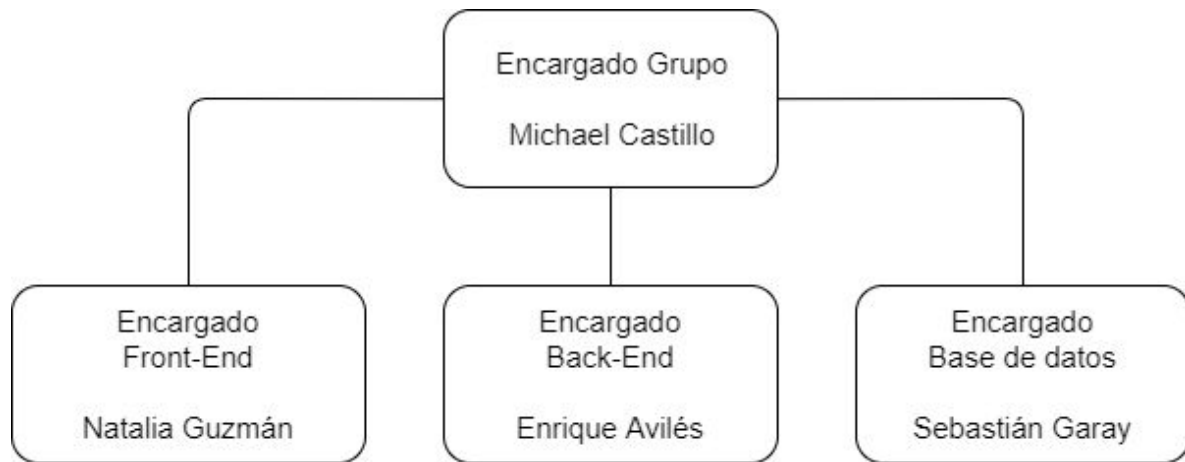 Encargado Grupo
Michael Castillo
Encargado
Front-End
Natalia Guzmán
Encargado
Back-End
Enrique Avilés
Encargado
Base de datos
Sebastián Garay